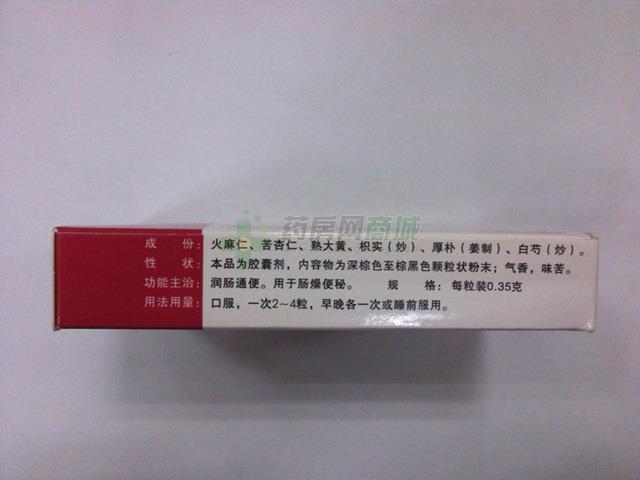 药房网商城
成 份：火麻仁、苦杏仁、熟大黄、枳实（炒）、厚朴（姜制）、白芍（炒）。
性 状：本品为胶囊剂，内容物为深棕色至棕黑色颗粒状粉末；气香，味苦。
功能主治：润肠通便。用于肠燥便秘。 规 格：每粒装0.35克
用法用量：口服，一次2～4粒，早晚各一次或睡前服用。